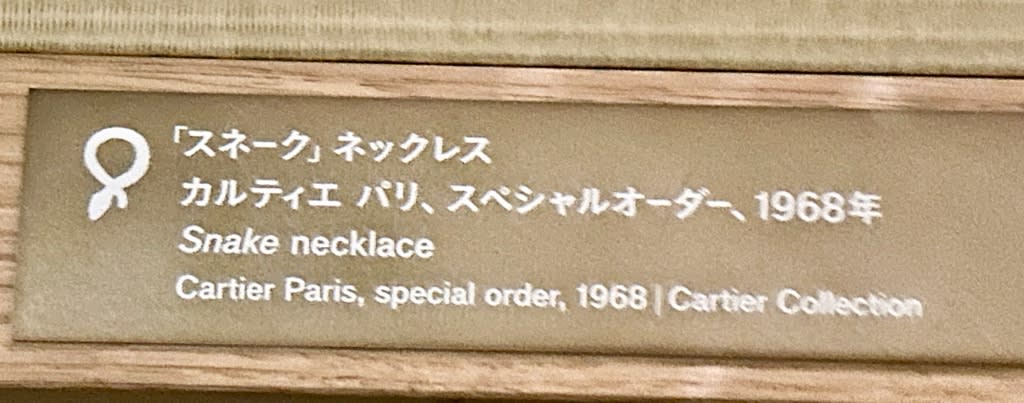 「スネーク」ネックレス
カルティエ パリ、スペシャルオーダー、1968年
Snake necklace
Cartier Paris, special order, 1968 | Cartier Collection